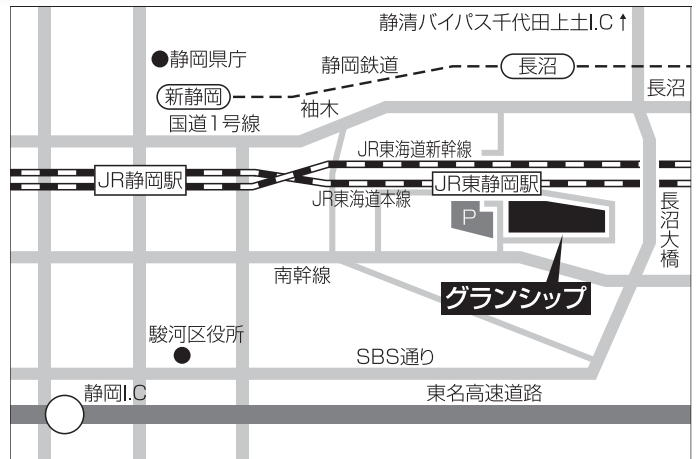 静清バイパス千代田上土I.C↑
静岡県庁
静岡鉄道
長沼
長沼
新静岡
袖木
国道1号線
JR東海道新幹線
JR静岡駅
JR東静岡駅
JR東海道本線
長沼大橋
P
南幹線
グランシップ
駿河区役所
SBS通り
静岡I.C
東名高速道路